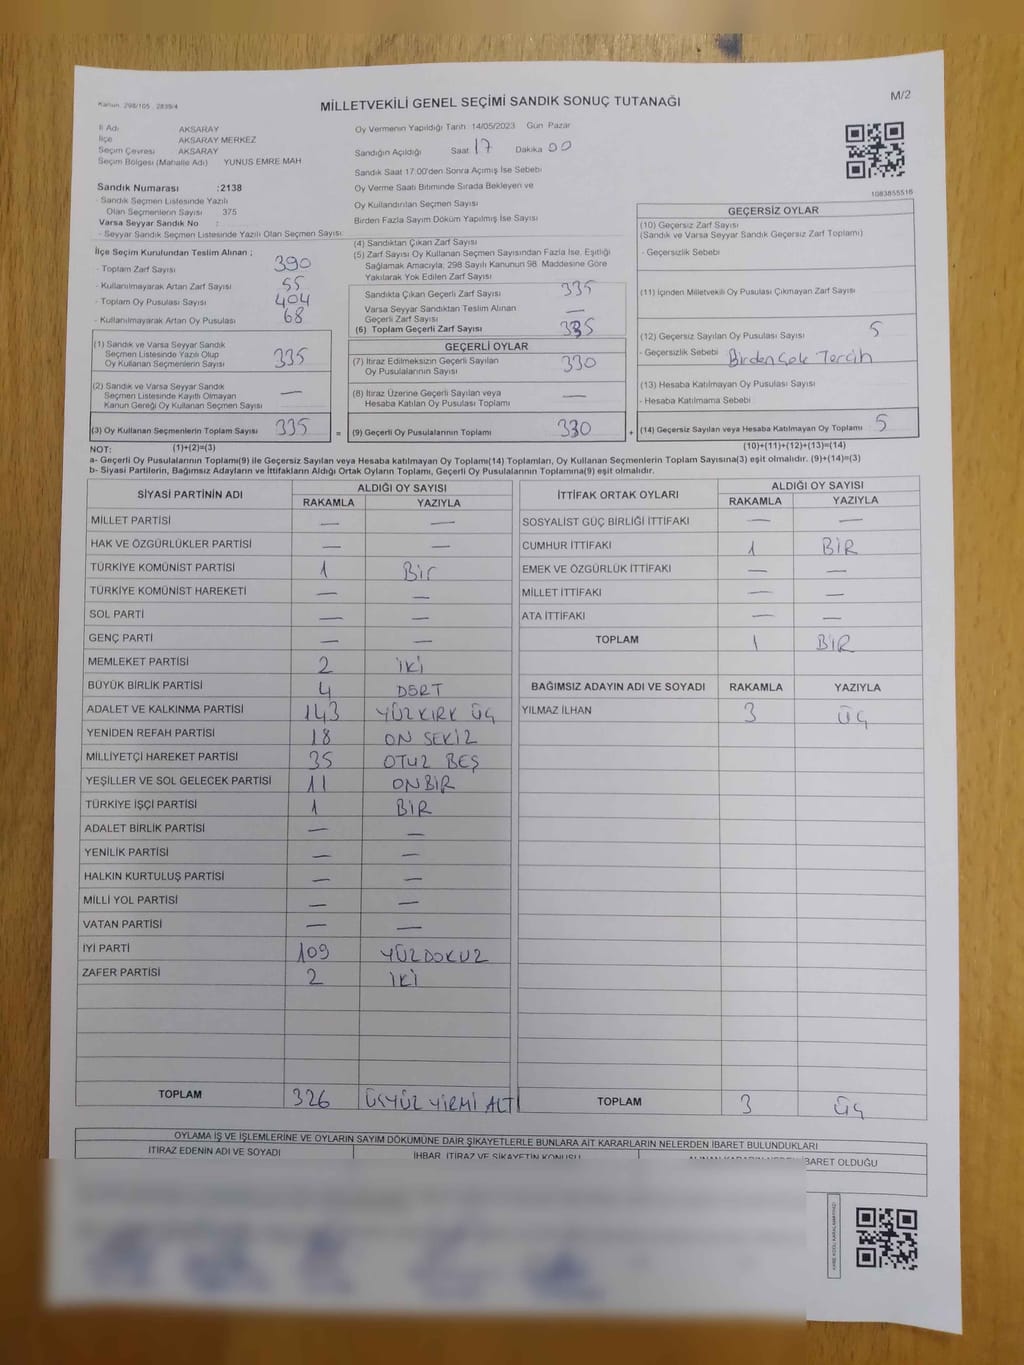 Kanun: 298/105 , 2839/4
MİLLETVEKİLİ GENEL SEÇİMİ SANDIK SONUÇ TUTANAĞI
M/2
İl Adı AKSARAY
İlçe AKSARAY MERKEZ
Seçim Çevresi AKSARAY
Seçim Bölgesi (Mahalle Adı) YUNUS EMRE MAH
Sandık Numarası :2138
- Sandık Seçmen Listesinde Yazılı
Olan Seçmenlerin Sayısı 375
Varsa Seyyar Sandık No :
- Seyyar Sandık Seçmen Listesinde Yazılı Olan Seçmen Sayısı:
Oy Vermenin Yapıldığı Tarih 14/05/2023 Gün Pazar
Sandığın Açıldığı Saat 17 Dakika 00
Sandık Saat 17:00'den Sonra Açımış İse Sebebi
Oy Verme Saati Bitiminde Sırada Bekleyen ve
Oy Kullandırılan Seçmen Sayısı
Birden Fazla Sayım Döküm Yapılmış İse Sayısı
1083855516
İlçe Seçim Kurulundan Teslim Alınan ;
- Toplam Zarf Sayısı 390
- Kullanılmayarak Artan Zarf Sayısı 55
- Toplam Oy Pusulası Sayısı 404
- Kullanılmayarak Artan Oy Pusulası 68
(1) Sandık ve Varsa Seyyar Sandık
Seçmen Listesinde Yazılı Olup
Oy Kullanan Seçmenlerin Sayısı 335
(2) Sandık ve Varsa Seyyar Sandık
Seçmen Listesinde Kayıtlı Olmayan
Kanun Gereği Oy Kullanan Seçmen Sayısı —
(3) Oy Kullanan Seçmenlerin Toplam Sayısı 335 =
(4) Sandıktan Çıkan Zarf Sayısı
(5) Zarf Sayısı Oy Kullanan Seçmen Sayısından Fazla İse, Eşitliği
Sağlamak Amacıyla; 298 Sayılı Kanunun 98. Maddesine Göre
Yakılarak Yok Edilen Zarf Sayısı
Sandıkta Çıkan Geçerli Zarf Sayısı 335
Varsa Seyyar Sandıktan Teslim Alınan
Geçerli Zarf Sayısı —
(6) Toplam Geçerli Zarf Sayısı 335
GEÇERLİ OYLAR
(7) İtiraz Edilmeksizin Geçerli Sayılan
Oy Pusulalarının Sayısı 330
(8) İtiraz Üzerine Geçerli Sayılan veya
Hesaba Katılan Oy Pusulası Toplamı —
(9) Geçerli Oy Pusulalarının Toplamı 330 +
GEÇERSİZ OYLAR
(10) Geçersiz Zarf Sayısı
(Sandık ve Varsa Seyyar Sandık Geçersiz Zarf Toplamı)
- Geçersizlik Sebebi
(11) İçinden Milletvekili Oy Pusulası Çıkmayan Zarf Sayısı
(12) Geçersiz Sayılan Oy Pusulası Sayısı 5
- Geçersizlik Sebebi Birden Çok Tercih
(13) Hesaba Katılmayan Oy Pusulası Sayısı
- Hesaba Katılmama Sebebi
(14) Geçersiz Sayılan veya Hesaba Katılmayan Oy Toplamı 5
NOT: (1)+(2)=(3) (10)+(11)+(12)+(13)=(14)
a- Geçerli Oy Pusulalarının Toplamı(9) ile Geçersiz Sayılan veya Hesaba katılmayan Oy Toplamı(14) Toplamları, Oy Kullanan Seçmenlerin Toplam Sayısına(3) eşit olmalıdır. (9)+(14)=(3)
b- Siyasi Partilerin, Bağımsız Adayların ve İttifakların Aldığı Ortak Oyların Toplamı, Geçerli Oy Pusulalarının Toplamına(9) eşit olmalıdır.
SİYASİ PARTİNİN ADI ALDIĞI OY SAYISI
RAKAMLA YAZIYLA
MİLLET PARTİSİ — —
HAK VE ÖZGÜRLÜKLER PARTİSİ — —
TÜRKİYE KOMÜNİST PARTİSİ 1 Bir
TÜRKİYE KOMÜNİST HAREKETİ — —
SOL PARTİ — —
GENÇ PARTİ — —
MEMLEKET PARTİSİ 2 iki
BÜYÜK BİRLİK PARTİSİ 4 DÖRT
ADALET VE KALKINMA PARTİSİ 143 YÜZ KIRK ÜÇ
YENİDEN REFAH PARTİSİ 18 ON SEKİZ
MİLLİYETÇİ HAREKET PARTİSİ 35 OTUZ BEŞ
YEŞİLLER VE SOL GELECEK PARTİSİ 11 ONBİR
TÜRKİYE İŞÇİ PARTİSİ 1 BİR
ADALET BİRLİK PARTİSİ — —
YENİLİK PARTİSİ — —
HALKIN KURTULUŞ PARTİSİ — —
MİLLİ YOL PARTİSİ — —
VATAN PARTİSİ — —
İYİ PARTİ 109 YÜZDOKUZ
ZAFER PARTİSİ 2 İKİ
TOPLAM 326 ÜÇYÜZ YİRMİ ALTI
İTTİFAK ORTAK OYLARI ALDIĞI OY SAYISI
RAKAMLA YAZIYLA
SOSYALİST GÜÇ BİRLİĞİ İTTİFAKI — —
CUMHUR İTTİFAKI 1 BİR
EMEK VE ÖZGÜRLÜK İTTİFAKI — —
MİLLET İTTİFAKI — —
ATA İTTİFAKI — —
TOPLAM 1 BİR
BAĞIMSIZ ADAYIN ADI VE SOYADI RAKAMLA YAZIYLA
YILMAZ İLHAN 3 ÜÇ
TOPLAM 3 ÜÇ
OYLAMA İŞ VE İŞLEMLERİNE VE OYLARIN SAYIM DÖKÜMÜNE DAİR ŞİKAYETLERLE BUNLARA AİT KARARLARIN NELERDEN İBARET BULUNDUKLARI
İTİRAZ EDENİN ADI VE SOYADI İHBAR, İTİRAZ VE ŞİKAYETİN KONUSU İBARET OLDUĞU